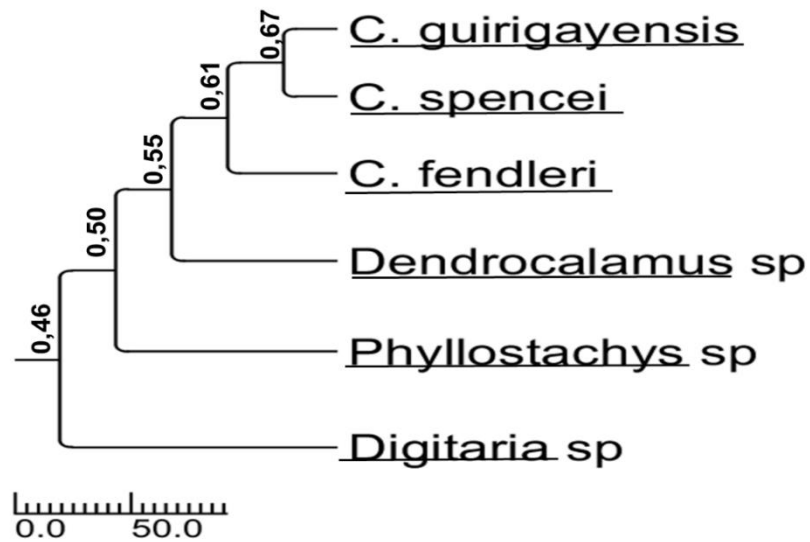 0,67
C. guirigayensis
0,61
C. spencei
0,55
C. fendleri
0,50
Dendrocalamus sp
0,46
Phyllostachys sp
Digitaria sp
0.0 50.0